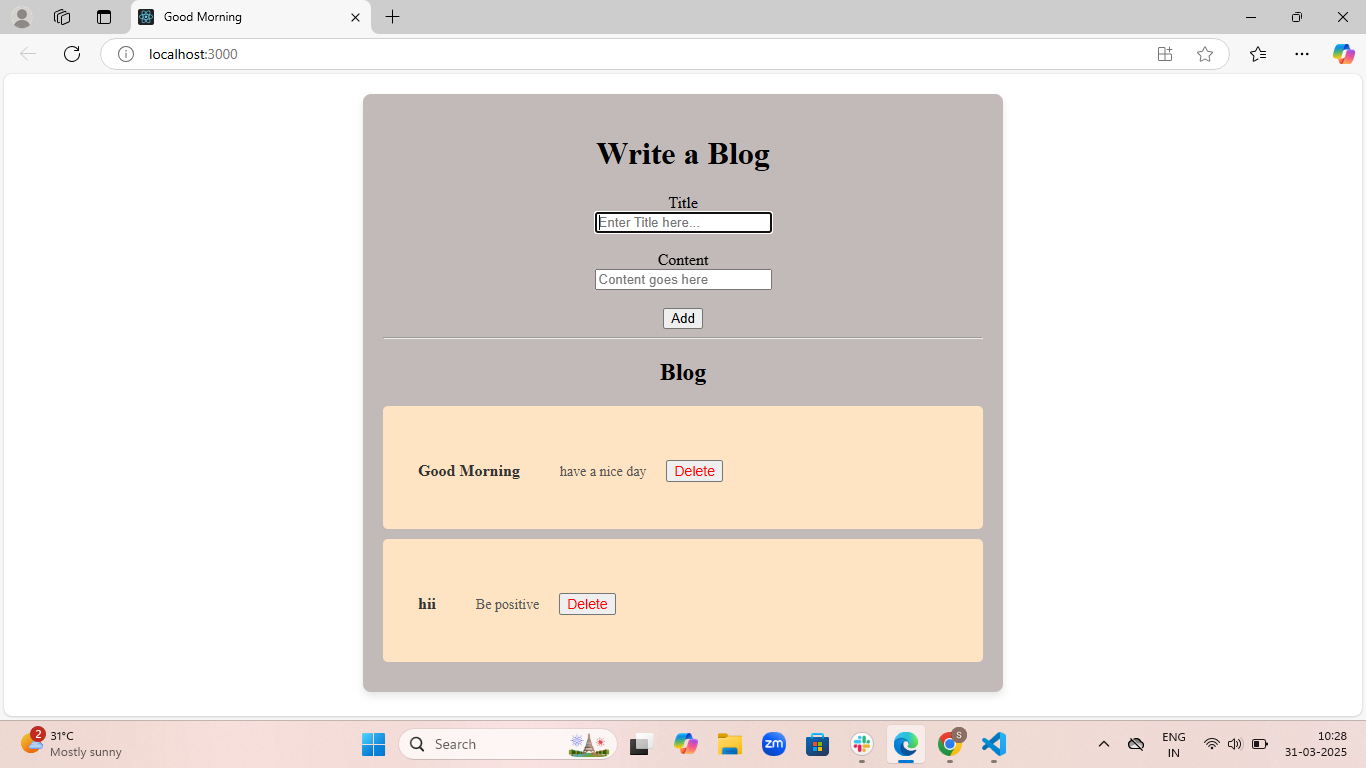 Good Morning
localhost:3000
Write a Blog
Title
Enter Title here...
Content
Content goes here
Add
Blog
Good Morning have a nice day Delete
hii Be positive Delete
2
31°C
Mostly sunny
Search
zm
S
ENG
IN
10:28
31-03-2025